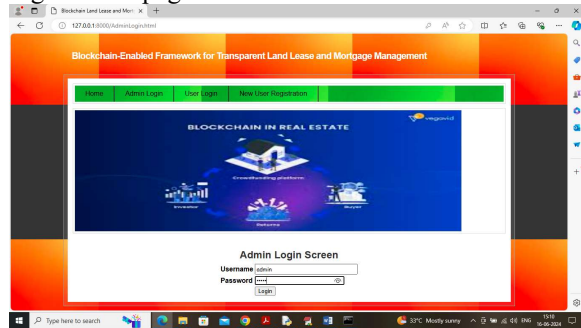 Blockchain Land Lease and Mort
127.0.0.1:8000/AdminLogin.html
Blockchain-Enabled Framework for Transparent Land Lease and Mortgage Management
Home Admin Login User Login New User Registration
BLOCKCHAIN IN REAL ESTATE
vegavid
Crowdfunding platform
Investor
Buyer
Returns
Admin Login Screen
Username admin
Password •••••
Login
Type here to search
33°C Mostly sunny
ENG
15:10
16-06-2024